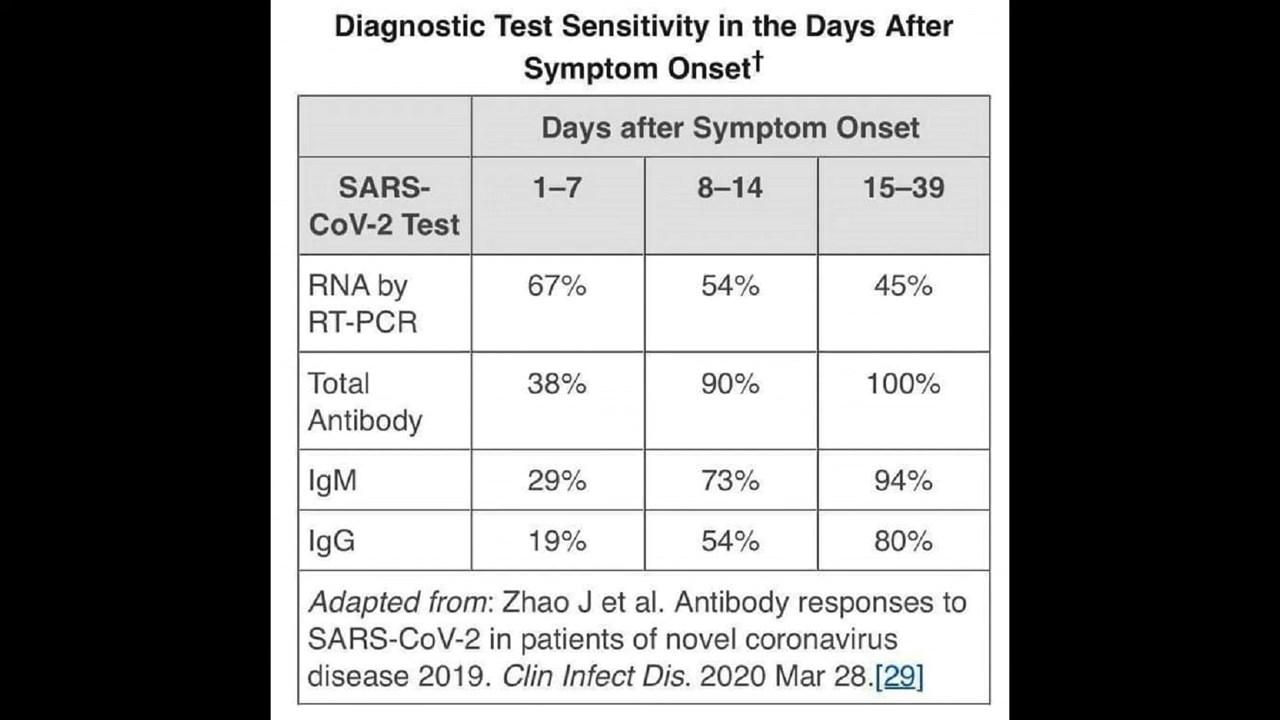 Diagnostic Test Sensitivity in the Days After
Symptom Onset†
Days after Symptom Onset
SARS-
CoV-2 Test
1–7
8–14
15–39
RNA by
RT-PCR
67%
54%
45%
Total
Antibody
38%
90%
100%
IgM
29%
73%
94%
IgG
19%
54%
80%
Adapted from: Zhao J et al. Antibody responses to
SARS-CoV-2 in patients of novel coronavirus
disease 2019. Clin Infect Dis. 2020 Mar 28.[29]